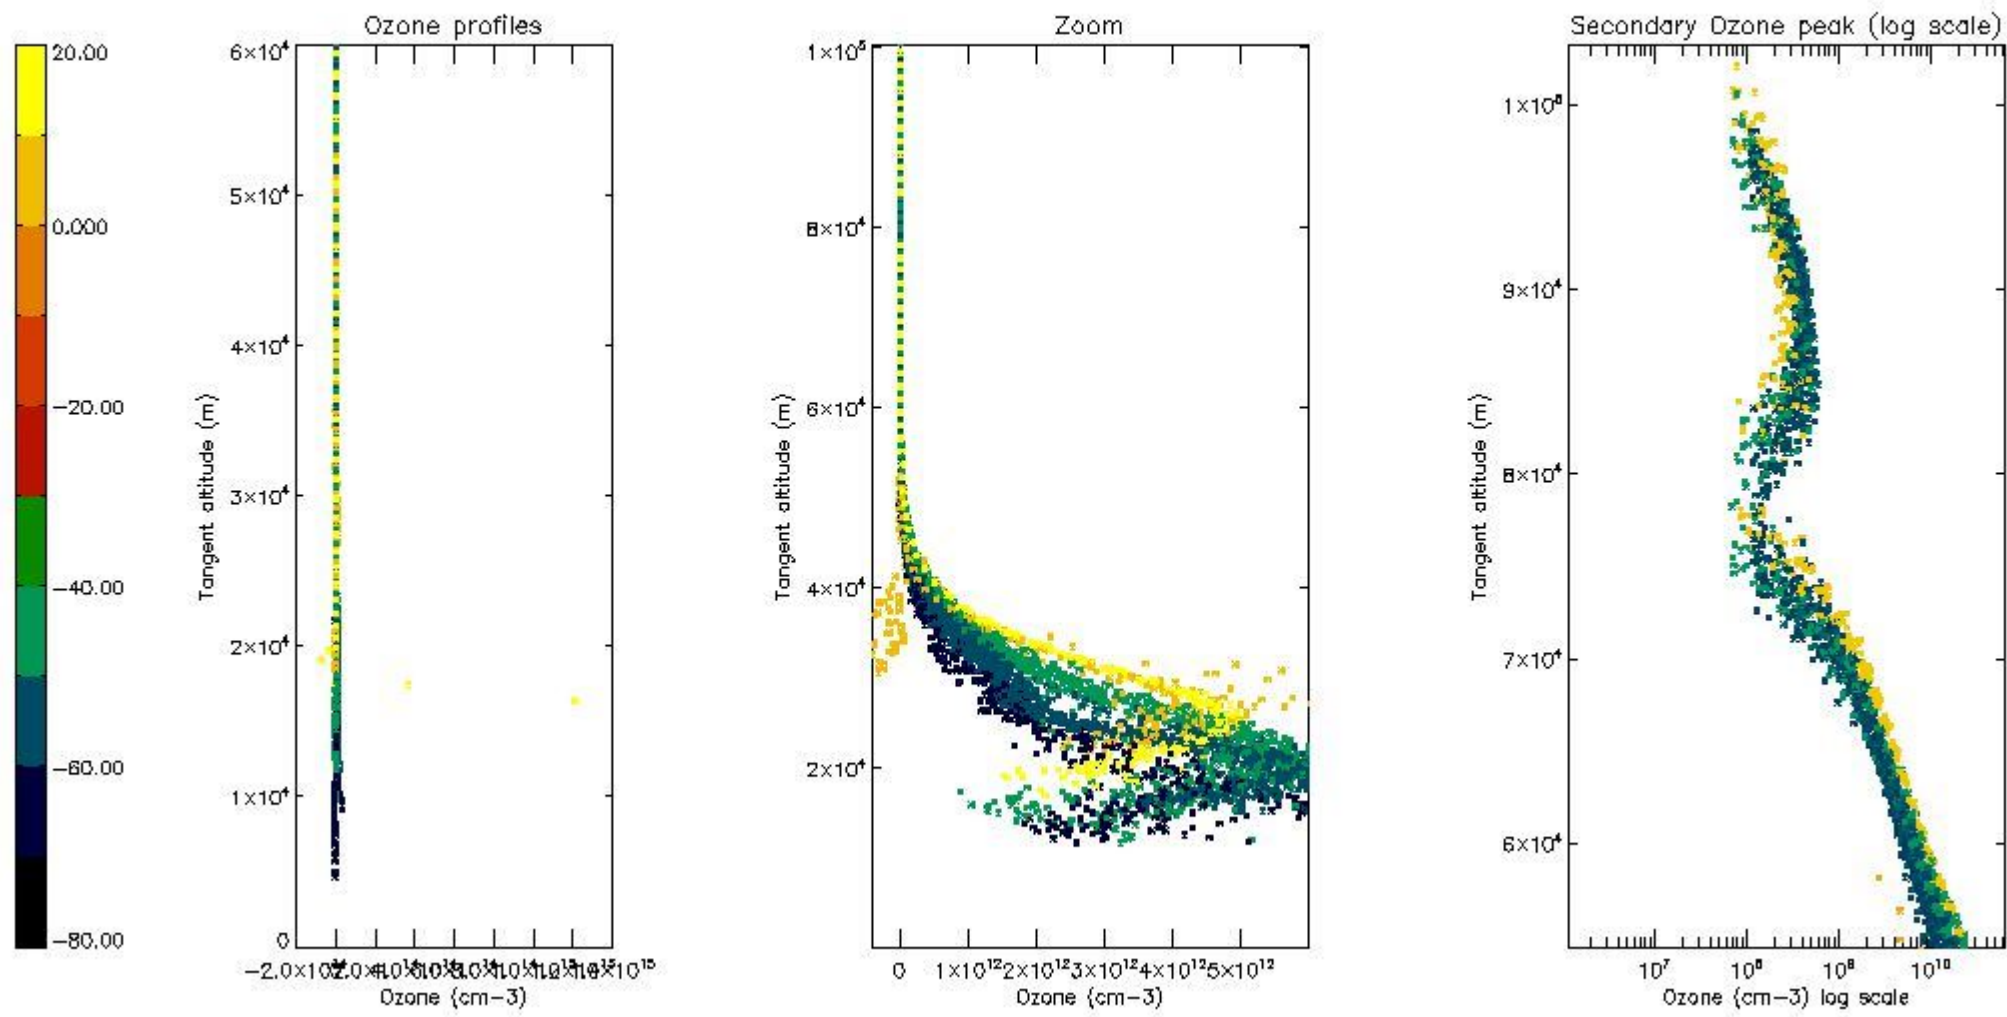 Ozone profiles
Zoom
Secondary Ozone peak (log scale)
20.00
0.000
−20.00
−40.00
−60.00
−80.00
6×10⁴
5×10⁴
4×10⁴
3×10⁴
2×10⁴
1×10⁴
0
Tangent altitude (m)
Ozone (cm−3)
1×10⁵
8×10⁴
6×10⁴
4×10⁴
2×10⁴
Tangent altitude (m)
0 1×10¹² 2×10¹² 3×10¹² 4×10¹² 5×10¹²
Ozone (cm−3)
9×10⁴
8×10⁴
7×10⁴
6×10⁴
Tangent altitude (m)
10⁷ 10⁸ 10⁹ 10¹⁰
Ozone (cm−3) log scale